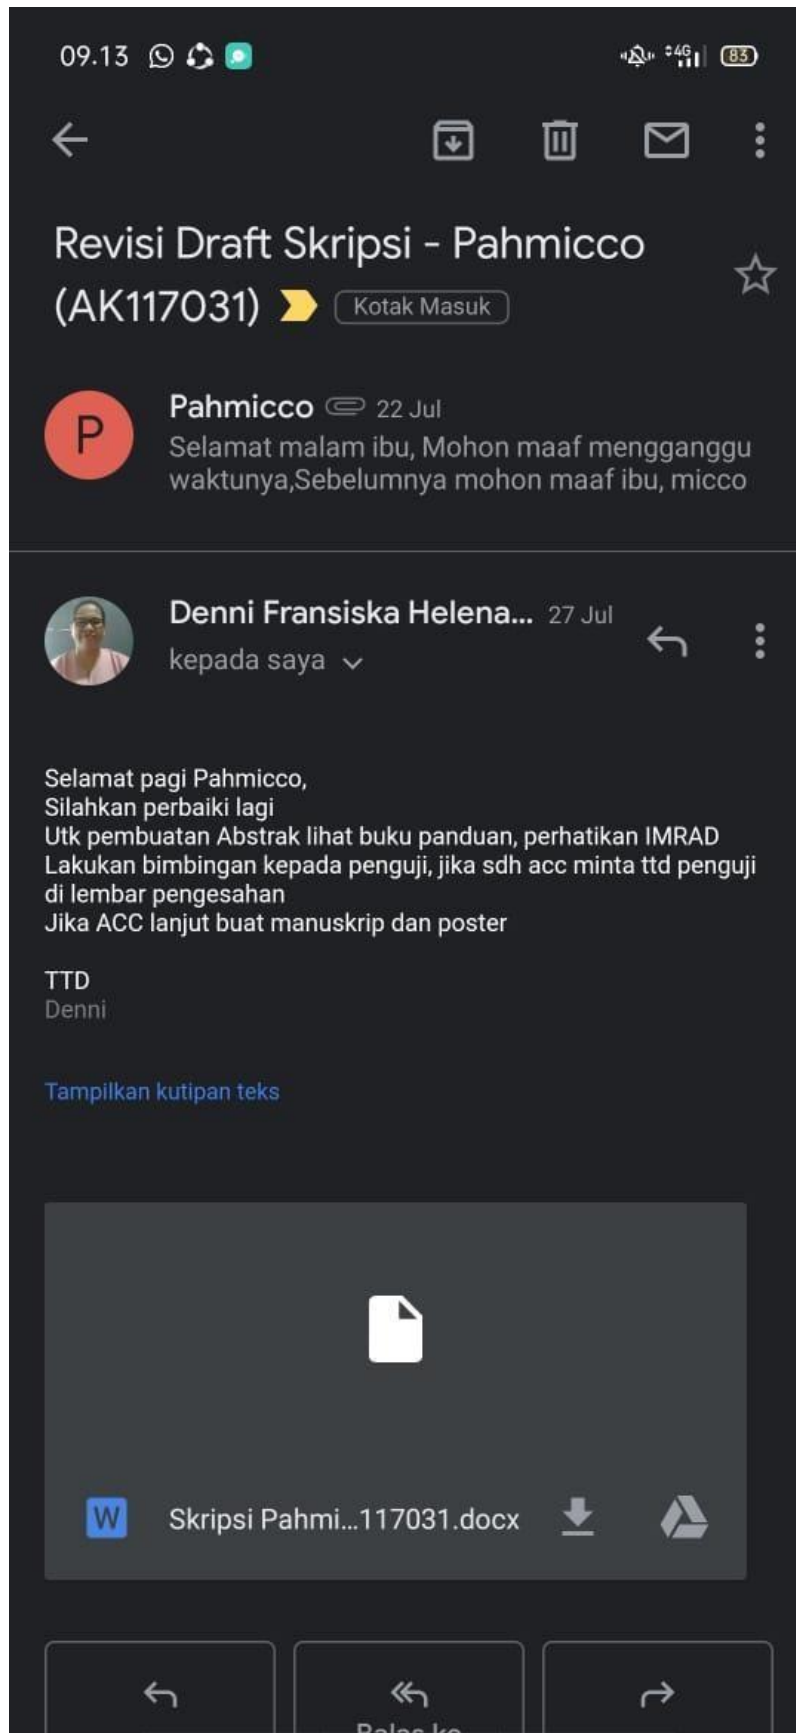 09.13
4G
83
Revisi Draft Skripsi - Pahmicco
(AK117031) Kotak Masuk
P
Pahmicco 22 Jul
Selamat malam ibu, Mohon maaf mengganggu
waktunya,Sebelumnya mohon maaf ibu, micco
Denni Fransiska Helena... 27 Jul
kepada saya
Selamat pagi Pahmicco,
Silahkan perbaiki lagi
Utk pembuatan Abstrak lihat buku panduan, perhatikan IMRAD
Lakukan bimbingan kepada penguji, jika sdh acc minta ttd penguji
di lembar pengesahan
Jika ACC lanjut buat manuskrip dan poster
TTD
Denni
Tampilkan kutipan teks
W Skripsi Pahmi...117031.docx
Balas ke